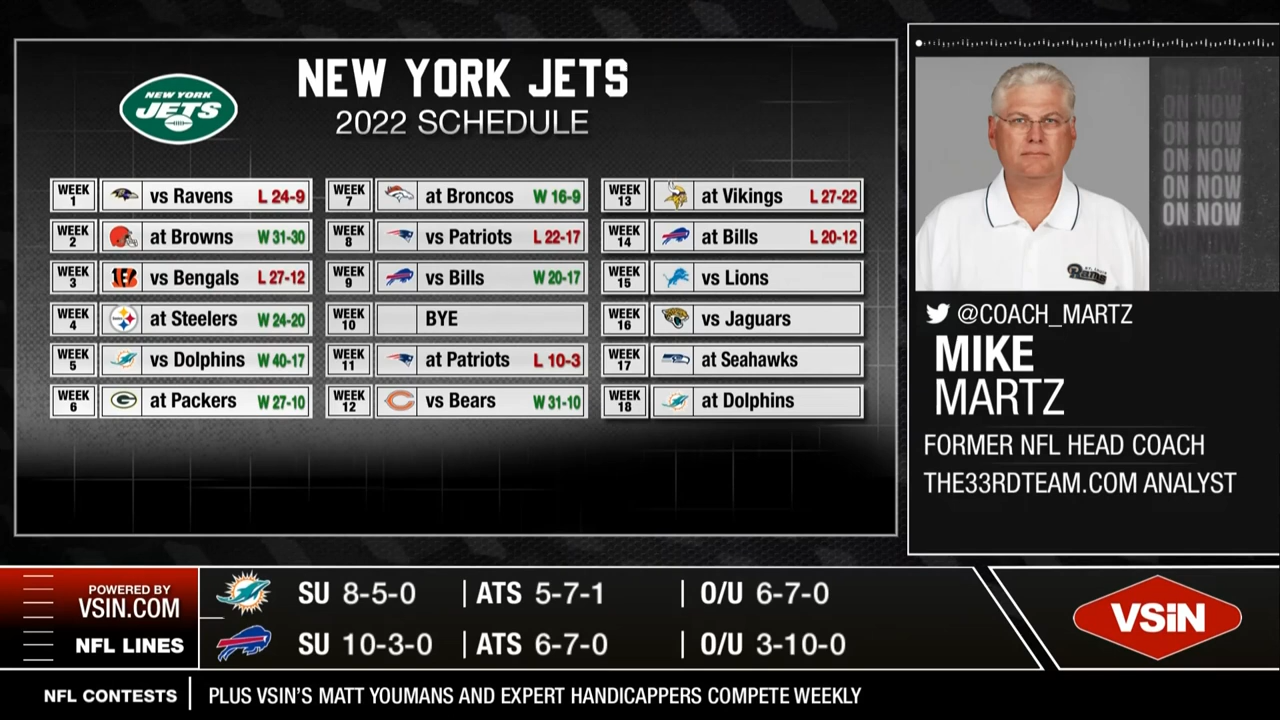 NEW YORK JETS
2022 SCHEDULE
NEW YORK
JETS
WEEK 1 vs Ravens L 24-9
WEEK 2 at Browns W 31-30
WEEK 3 vs Bengals L 27-12
WEEK 4 at Steelers W 24-20
WEEK 5 vs Dolphins W 40-17
WEEK 6 at Packers W 27-10
WEEK 7 at Broncos W 16-9
WEEK 8 vs Patriots L 22-17
WEEK 9 vs Bills W 20-17
WEEK 10 BYE
WEEK 11 at Patriots L 10-3
WEEK 12 vs Bears W 31-10
WEEK 13 at Vikings L 27-22
WEEK 14 at Bills L 20-12
WEEK 15 vs Lions
WEEK 16 vs Jaguars
WEEK 17 at Seahawks
WEEK 18 at Dolphins
ON NOW
ON NOW
ON NOW
ON NOW
ON NOW
ON NOW
Rams
@COACH_MARTZ
MIKE
MARTZ
FORMER NFL HEAD COACH
THE33RDTEAM.COM ANALYST
POWERED BY
VSIN.COM
NFL LINES
SU 8-5-0 | ATS 5-7-1 | O/U 6-7-0
SU 10-3-0 | ATS 6-7-0 | O/U 3-10-0
VSiN
NFL CONTESTS | PLUS VSIN'S MATT YOUMANS AND EXPERT HANDICAPPERS COMPETE WEEKLY